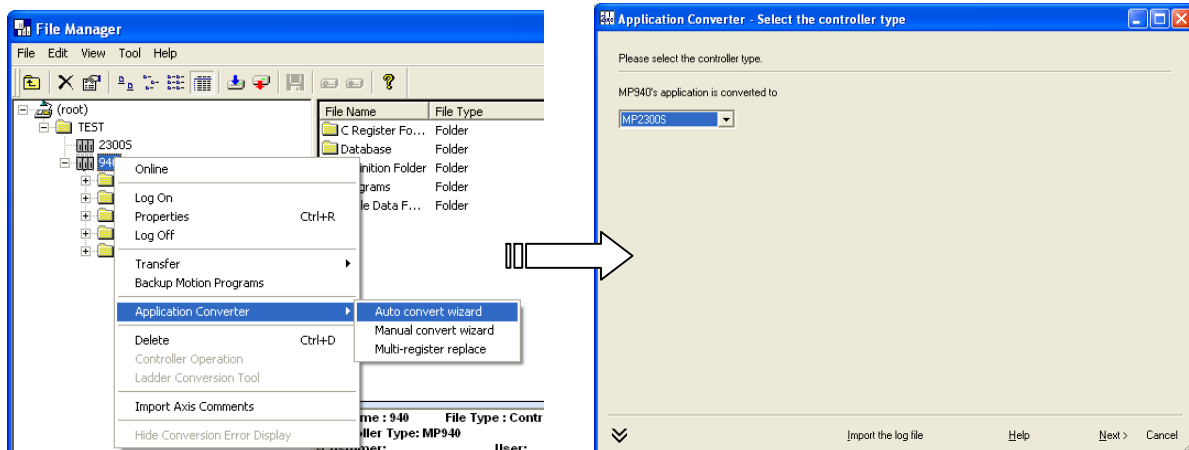 File Manager
File Edit View Tool Help
(root)
TEST
2300S
940
File Name File Type
C Register Fo... Folder
Database Folder
inition Folder Folder
grams Folder
le Data F... Folder
Online
Log On
Properties Ctrl+R
Log Off
Transfer
Backup Motion Programs
Application Converter
Delete Ctrl+D
Controller Operation
Ladder Conversion Tool
Import Axis Comments
Hide Conversion Error Display
Auto convert wizard
Manual convert wizard
Multi-register replace
me : 940 File Type : Contr
ller Type: MP940
User:
Application Converter - Select the controller type
Please select the controller type.
MP940's application is converted to
MP2300S
Import the log file Help Next > Cancel